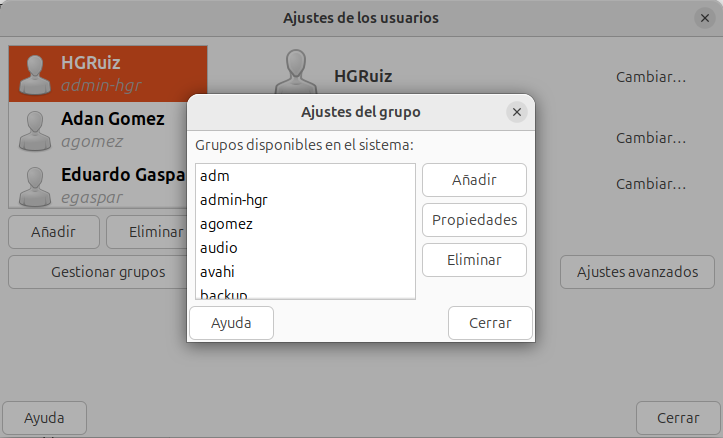 Ajustes de los usuarios
HGRuiz
admin-hgr
HGRuiz
Cambiar...
Adan Gomez
agomez
Cambiar...
Eduardo Gaspa
egaspar
Cambiar...
Añadir
Eliminar
Gestionar grupos
Ajustes avanzados
Ayuda
Cerrar
Ajustes del grupo
Grupos disponibles en el sistema:
adm
admin-hgr
agomez
audio
avahi
backup
Añadir
Propiedades
Eliminar
Ayuda
Cerrar